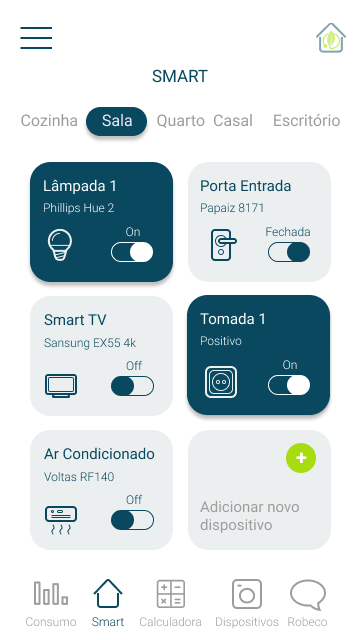 SMART
Cozinha Sala Quarto Casal Escritório
Lâmpada 1
Phillips Hue 2
On
Porta Entrada
Papaiz 8171
Fechada
Smart TV
Sansung EX55 4k
Off
Tomada 1
Positivo
On
Ar Condicionado
Voltas RF140
Off
Adicionar novo
dispositivo
Consumo Smart Calculadora Dispositivos Robeco